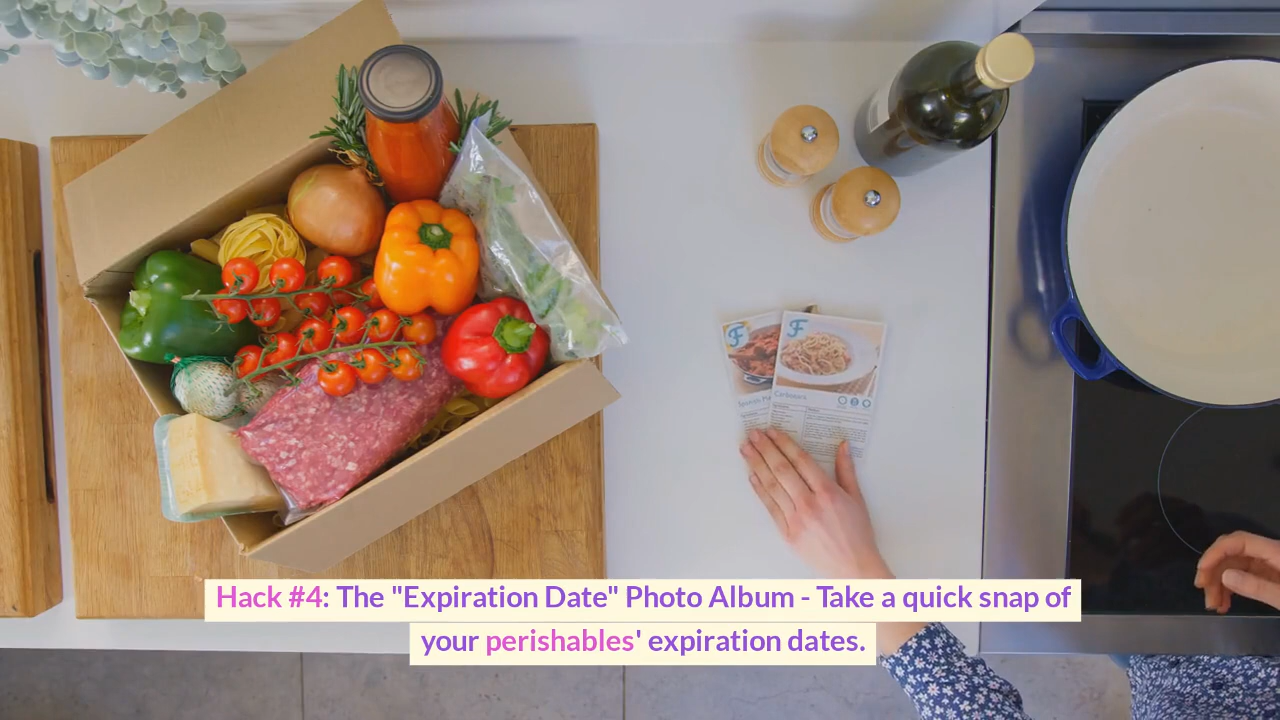 F
F
Carbonara
Hack #4: The "Expiration Date" Photo Album - Take a quick snap of
your perishables' expiration dates.